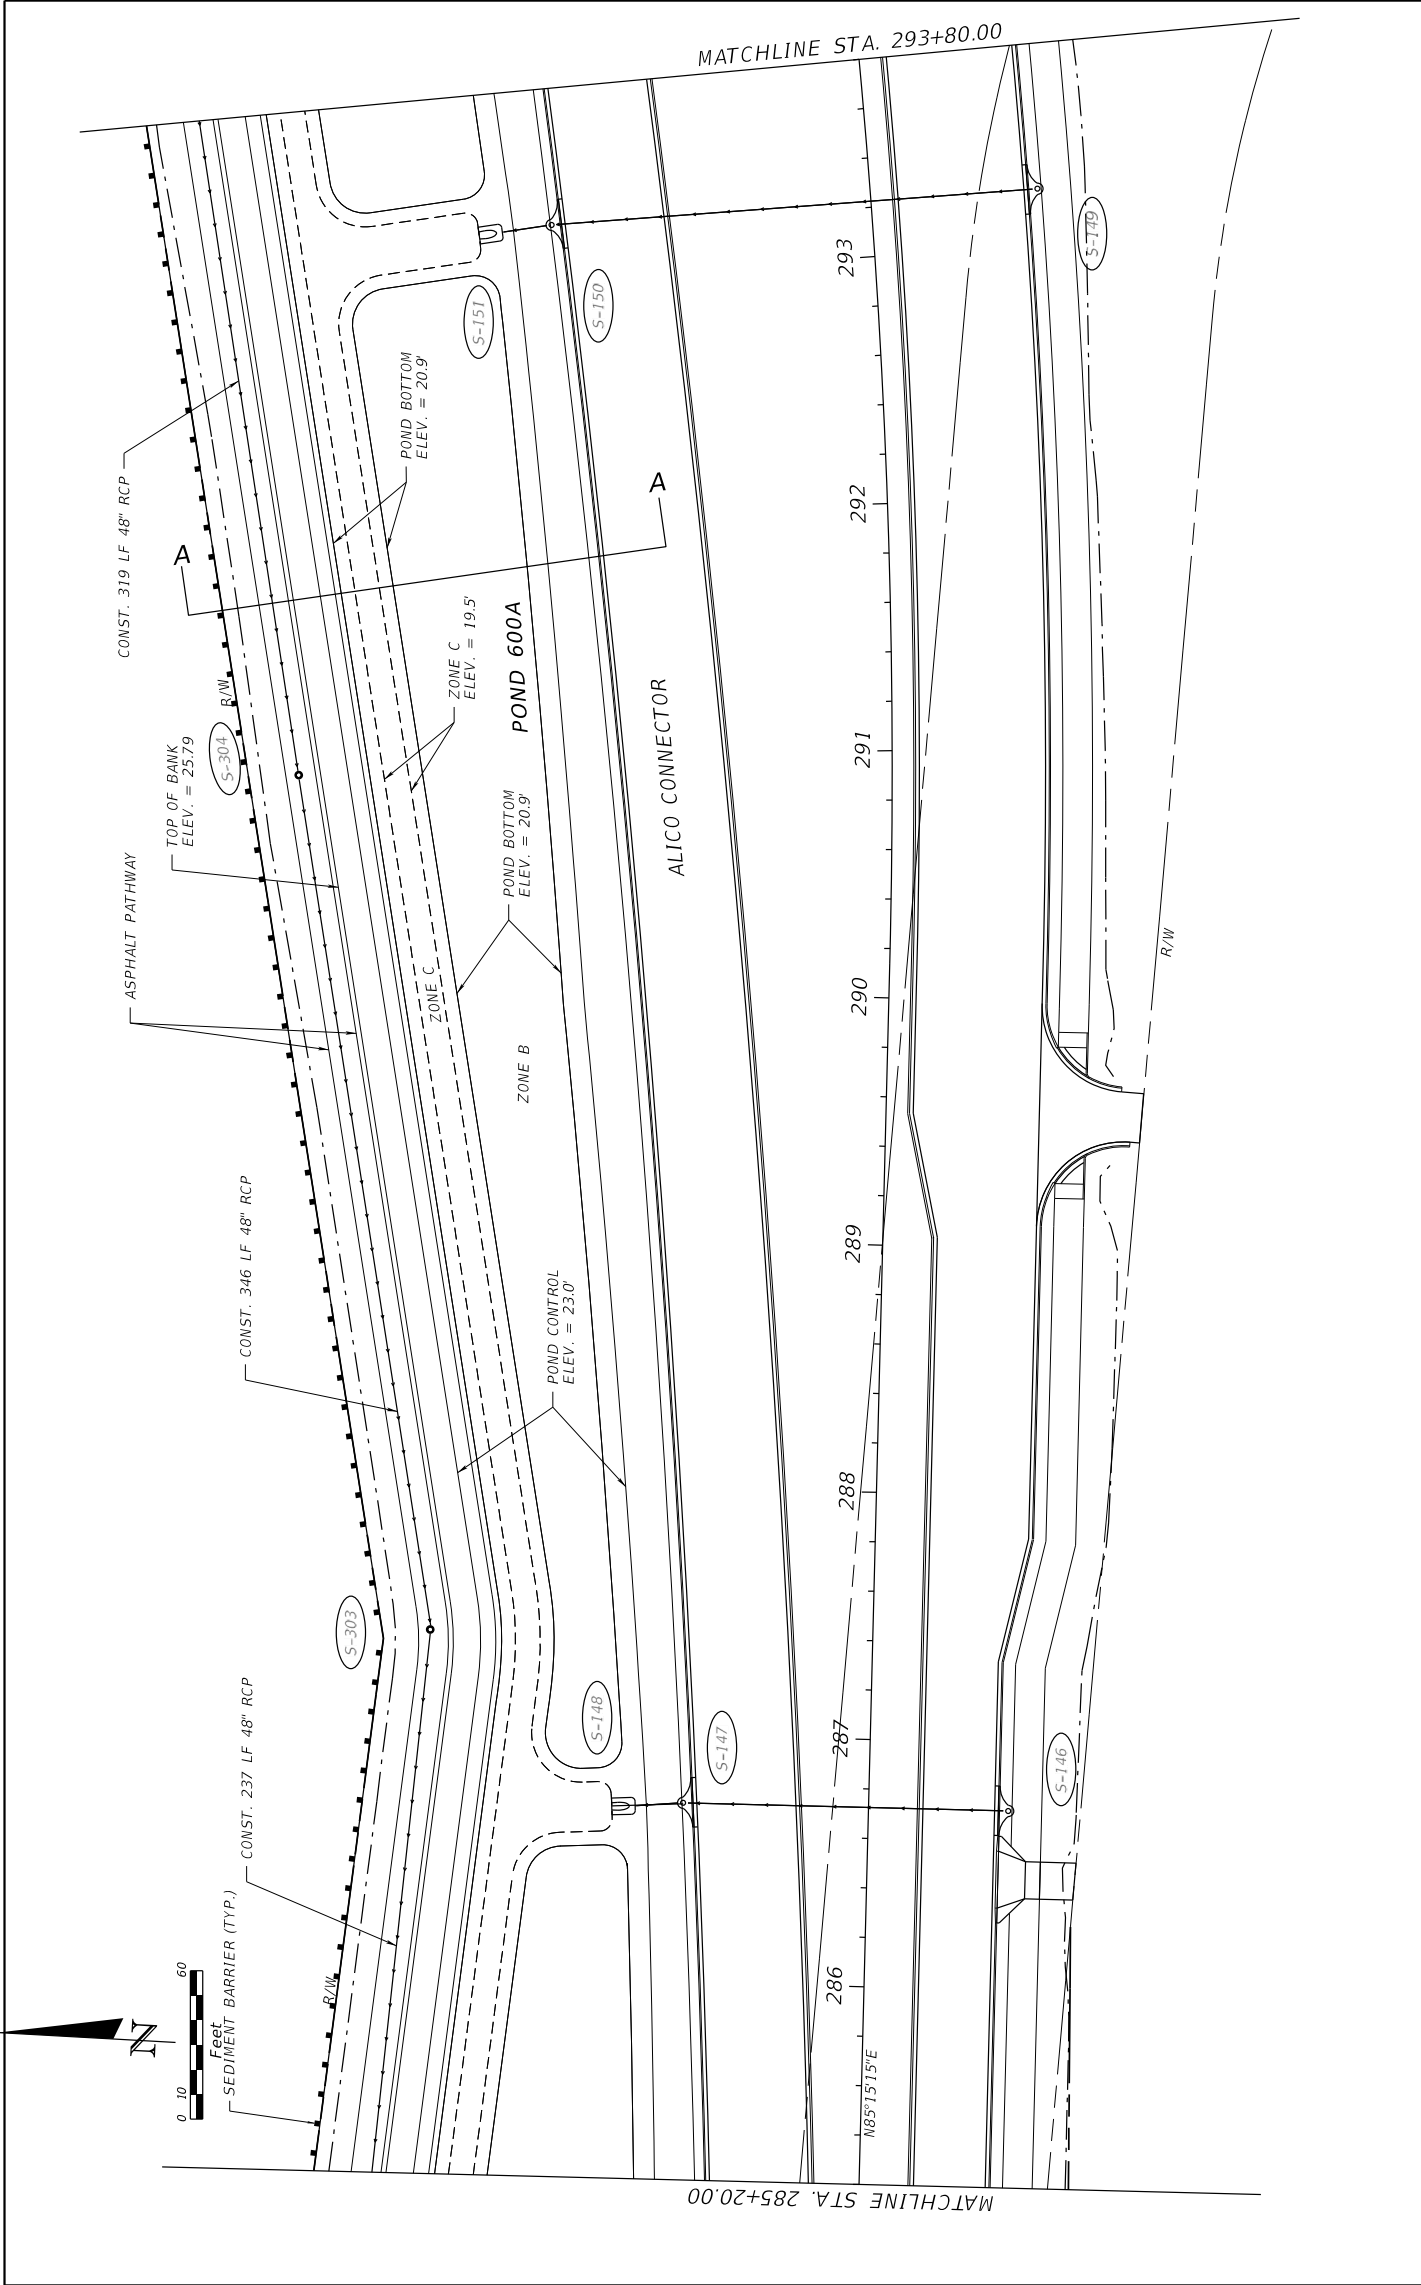 MATCHLINE STA. 293+80.00
S-149
293
S-150
S-151
POND BOTTOM
ELEV. = 20.9'
CONST. 319 LF 48" RCP
A
A
292
ZONE C
ELEV. = 19.5'
POND 600A
R/W
S-304
TOP OF BANK
ELEV. = 25.79
ALICO CONNECTOR
291
POND BOTTOM
ELEV. = 20.9'
ASPHALT PATHWAY
ZONE C
R/W
290
ZONE B
CONST. 346 LF 48" RCP
289
POND CONTROL
ELEV. = 23.0'
288
S-303
S-148
S-147
287
S-146
CONST. 237 LF 48" RCP
SEDIMENT BARRIER (TYP.)
R/W
286
N
0 10 60
Feet
N85°15'15"E
MATCHLINE STA. 285+20.00